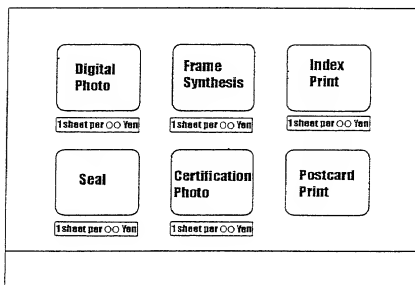 Digital
Photo
Frame
Synthesis
Index
Print
1 sheet per ○○ Yen
1 sheet per ○○ Yen
1 sheet per ○○ Yen
Seal
Certification
Photo
Postcard
Print
1 sheet per ○○ Yen
1 sheet per ○○ Yen